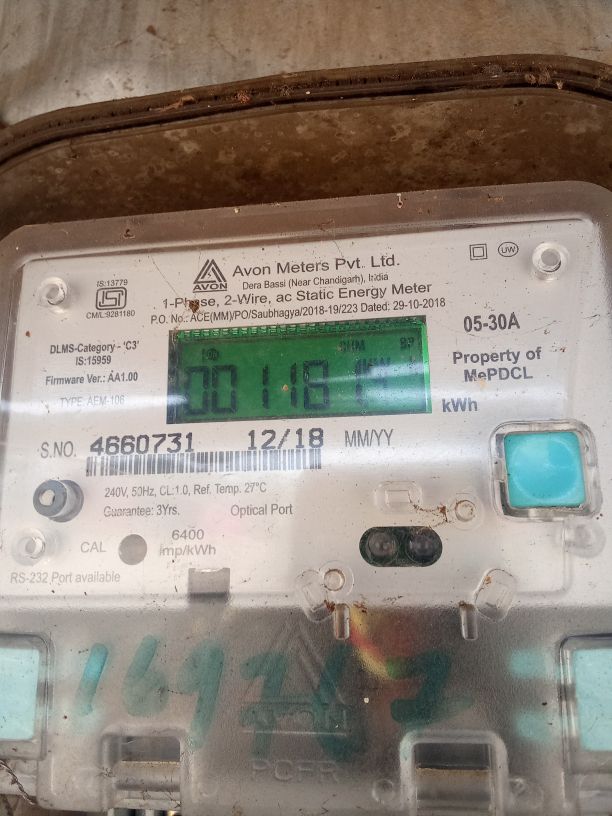 IS:13779
CM/L:9281180
AVON
Avon Meters Pvt. Ltd.
Dera Bassi (Near Chandigarh), India
1-Phase, 2-Wire, ac Static Energy Meter
P.O. No.: ACE(MM)/PO/Saubhagya/2018-19/223 Dated: 29-10-2018
UW
DLMS-Category - 'C3'
IS:15959
Firmware Ver.: AA1.00
TYPE: AEM-106
05-30A
Property of
MePDCL
kWh
S.NO. 4660731 12/18 MM/YY
240V, 50Hz, CL:1.0, Ref. Temp. 27°C
Guarantee: 3Yrs. Optical Port
CAL
6400
imp/kWh
RS-232 Port available
AVON